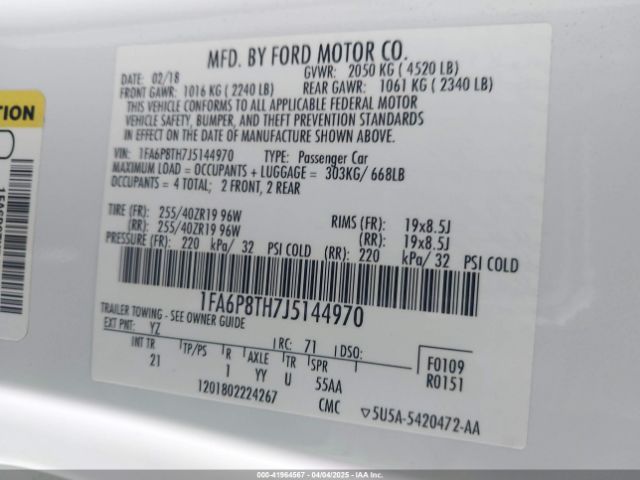 MFD. BY FORD MOTOR CO.
DATE: 02/18 GVWR: 2050 KG ( 4520 LB)
FRONT GAWR: 1016 KG ( 2240 LB) REAR GAWR: 1061 KG ( 2340 LB)
THIS VEHICLE CONFORMS TO ALL APPLICABLE FEDERAL MOTOR
VEHICLE SAFETY, BUMPER, AND THEFT PREVENTION STANDARDS
IN EFFECT ON THE DATE OF MANUFACTURE SHOWN ABOVE.
VIN: 1FA6P8TH7J5144970 TYPE: Passenger Car
MAXIMUM LOAD = OCCUPANTS + LUGGAGE = 303KG/ 668LB
OCCUPANTS = 4 TOTAL; 2 FRONT, 2 REAR
TIRE (FR): 255/40ZR19 96W RIMS (FR): 19x8.5J
(RR): 255/40ZR19 96W (RR): 19x8.5J
PRESSURE (FR): 220 kPa/ 32 PSI COLD (RR): 220 kPa/ 32 PSI COLD
1FA6P8TH7J5144970
TRAILER TOWING - SEE OWNER GUIDE
EXT PNT: YZ RC: 71 DSO:
INT TR TP/PS R AXLE TR SPR
21 1 YY U 55AA
F0109
R0151
1201802224267 CMC ▽5U5A-5420472-AA
TION
00-41964567 - 04/04/2025 - IAA Inc.